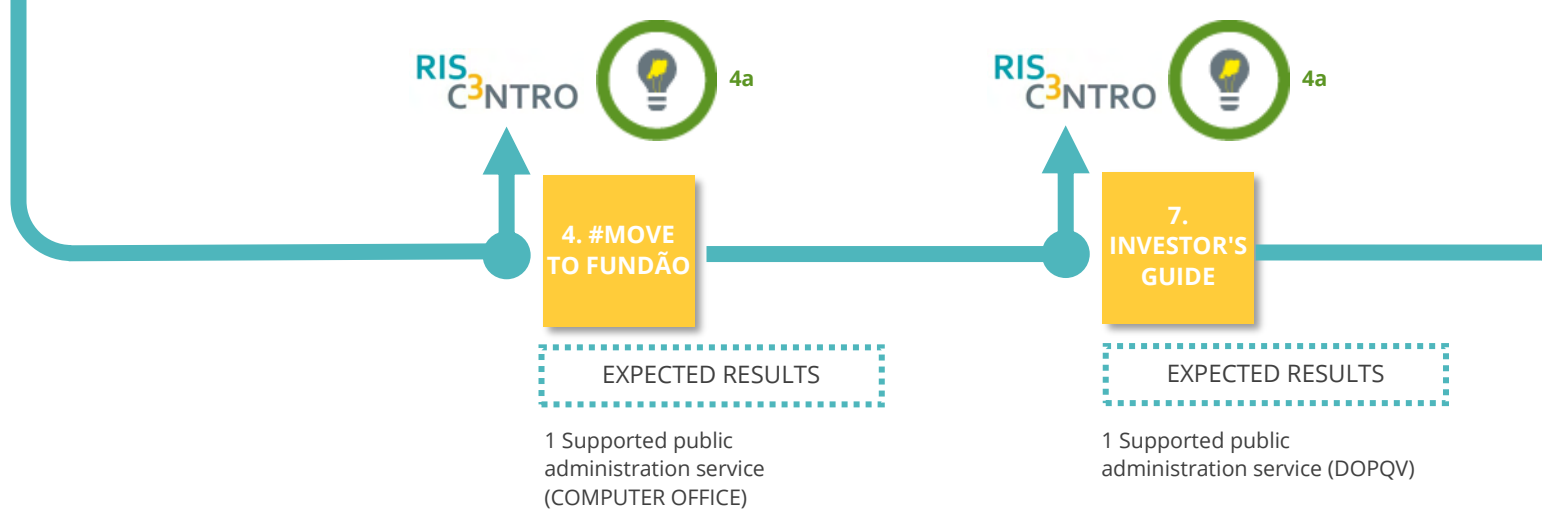 RIS
C3NTRO
4a
RIS
C3NTRO
4a
4. #MOVE
TO FUNDÃO
7.
INVESTOR'S
GUIDE
EXPECTED RESULTS
EXPECTED RESULTS
1 Supported public
administration service
(COMPUTER OFFICE)
1 Supported public
administration service (DOPQV)